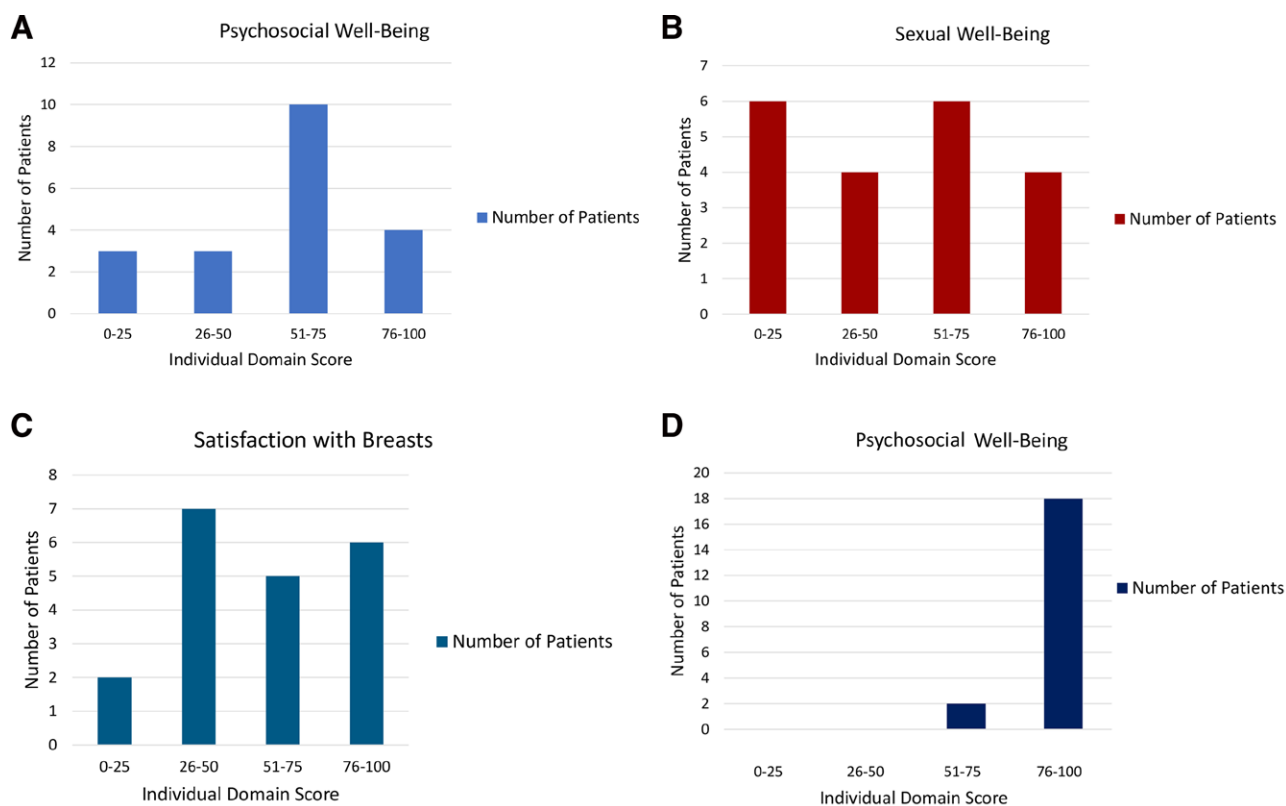 A
Psychosocial Well-Being
12
10
8
6
4
2
0
Number of Patients
0-25 26-50 51-75 76-100
Individual Domain Score
Number of Patients
B
Sexual Well-Being
7
6
5
4
3
2
1
0
Number of Patients
0-25 26-50 51-75 76-100
Individual Domain Score
Number of Patients
C
Satisfaction with Breasts
8
7
6
5
4
3
2
1
0
Number of Patients
0-25 26-50 51-75 76-100
Individual Domain Score
Number of Patients
D
Psychosocial Well-Being
20
18
16
14
12
10
8
6
4
2
0
Number of Patients
0-25 26-50 51-75 76-100
Individual Domain Score
Number of Patients